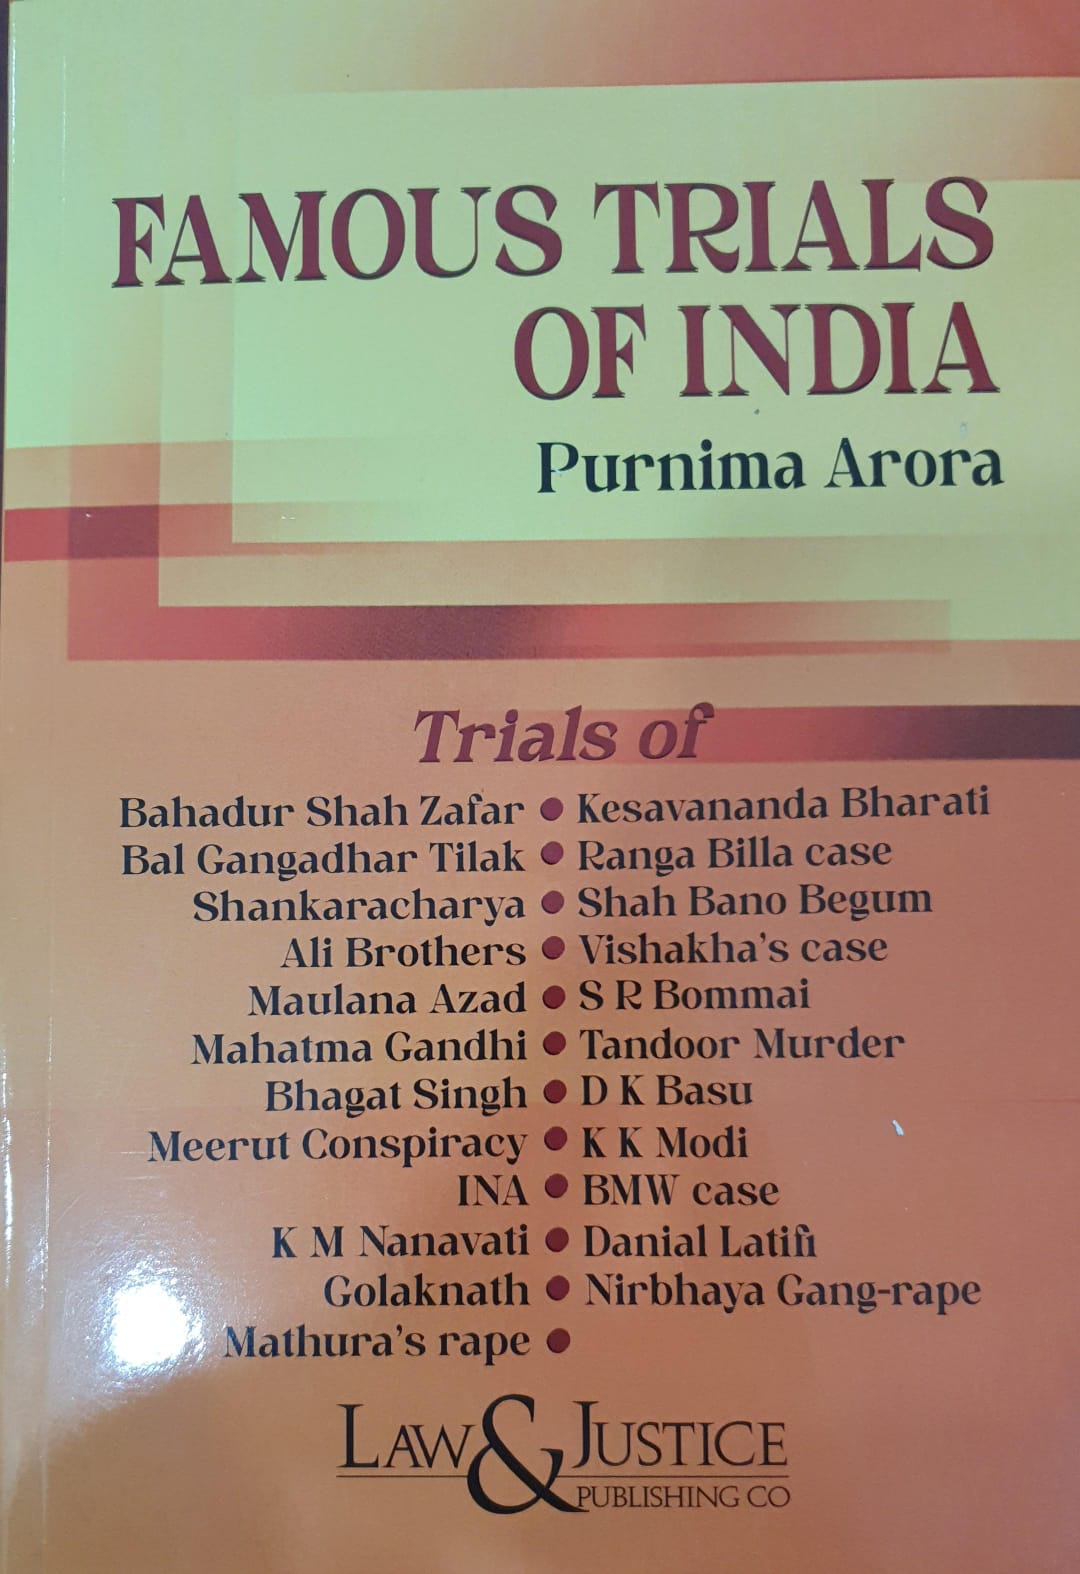 FAMOUS TRIALS
OF INDIA
Purnima Arora
Trials of
Bahadur Shah Zafar ● Kesavananda Bharati
Bal Gangadhar Tilak ● Ranga Billa case
Shankaracharya ● Shah Bano Begum
Ali Brothers ● Vishakha's case
Maulana Azad ● S R Bommai
Mahatma Gandhi ● Tandoor Murder
Bhagat Singh ● D K Basu
Meerut Conspiracy ● K K Modi
INA ● BMW case
K M Nanavati ● Danial Latifi
Golaknath ● Nirbhaya Gang-rape
Mathura's rape ●
LAW & JUSTICE
PUBLISHING CO